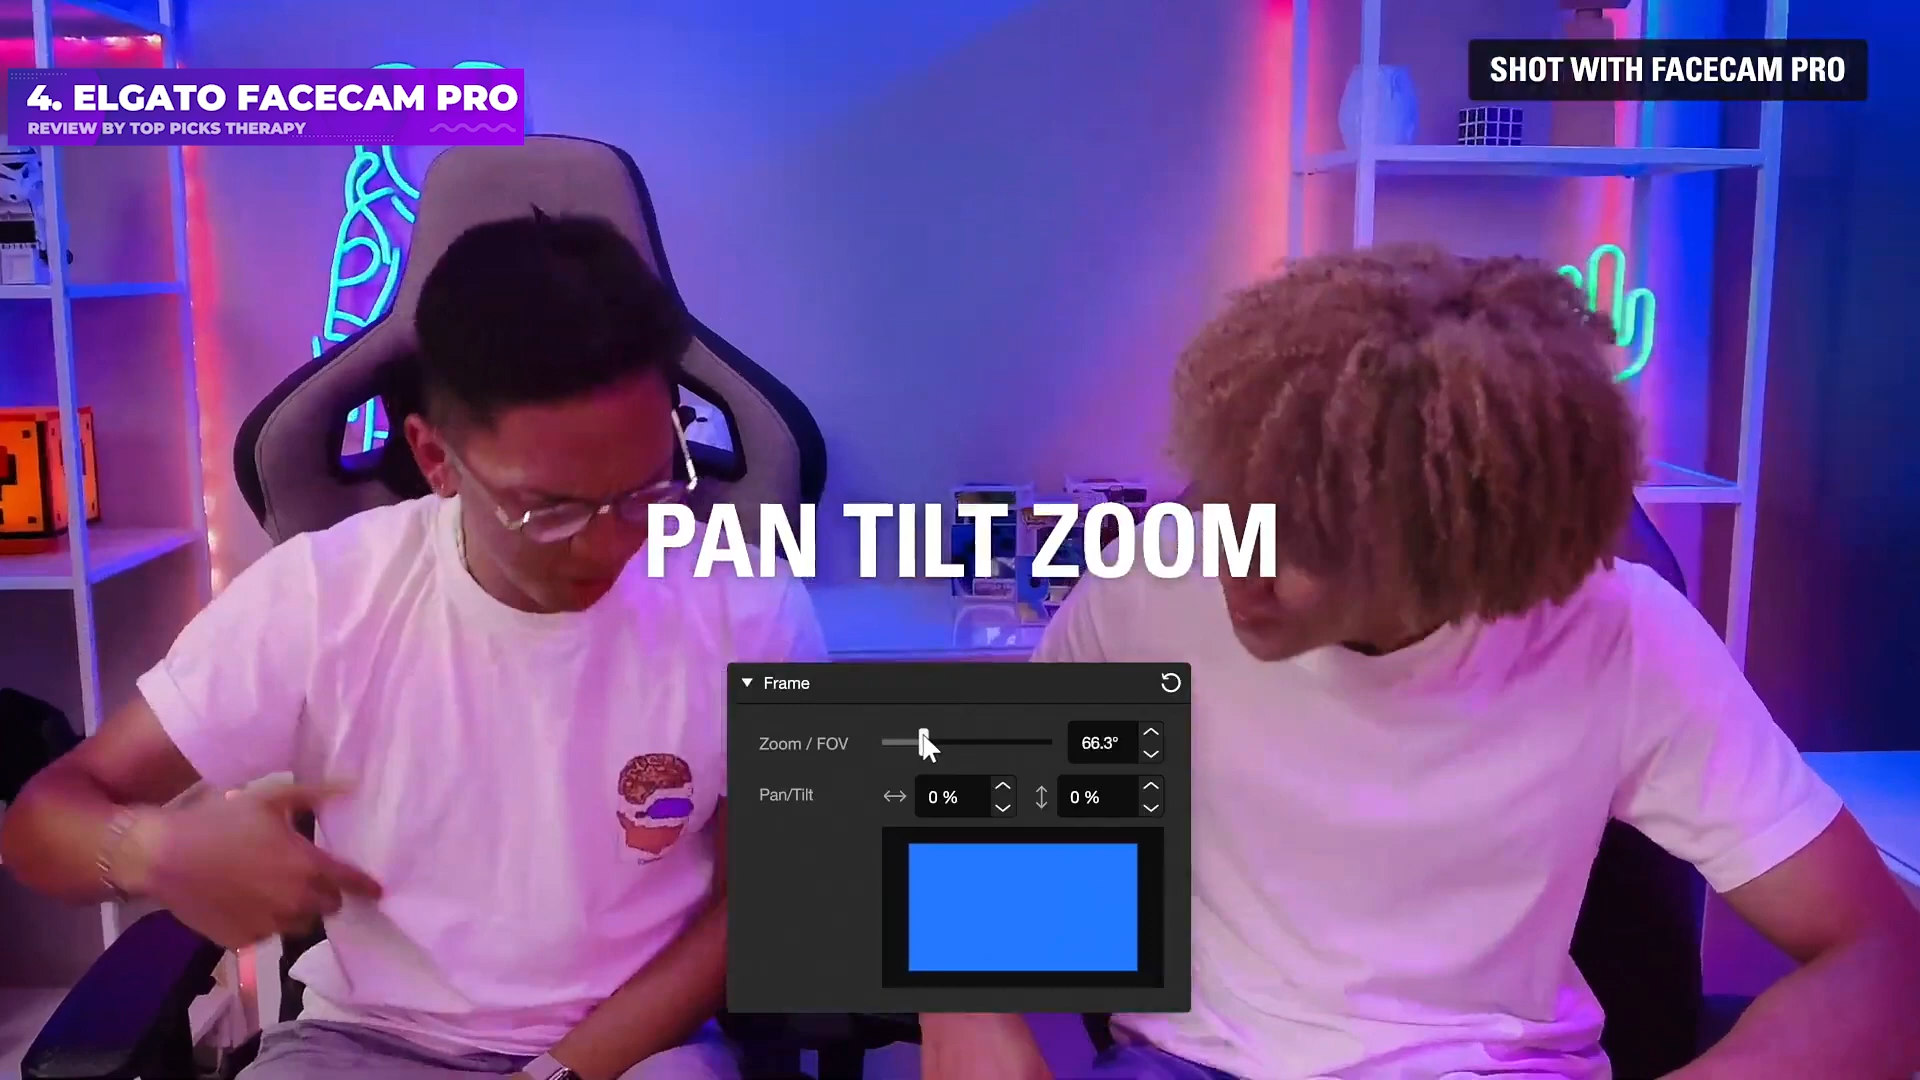 4. ELGATO FACECAM PRO
REVIEW BY TOP PICKS THERAPY
SHOT WITH FACECAM PRO
PAN TILT ZOOM
Frame
Zoom / FOV
66.3°
Pan/Tilt
0 %
0 %